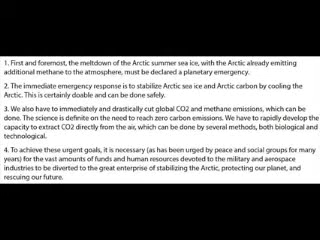 1. First and foremost, the meltdown of the Arctic summer sea ice, with the Arctic already emitting
additional methane to the atmosphere, must be declared a planetary emergency.
2. The immediate emergency response is to stabilize Arctic sea ice and Arctic carbon by cooling the
Arctic. This is certainly doable and can be done safely.
3. We also have to immediately and drastically cut global CO2 and methane emissions, which can be
done. The science is definite on the need to reach zero carbon emissions. We have to rapidly develop the
capacity to extract CO2 directly from the air, which can be done by several methods, both biological and
technological.
4. To achieve these urgent goals, it is necessary (as has been urged by peace and social groups for many
years) for the vast amounts of funds and human resources devoted to the military and aerospace
industries to be diverted to the great enterprise of stabilizing the Arctic, protecting our planet, and
rescuing our future.